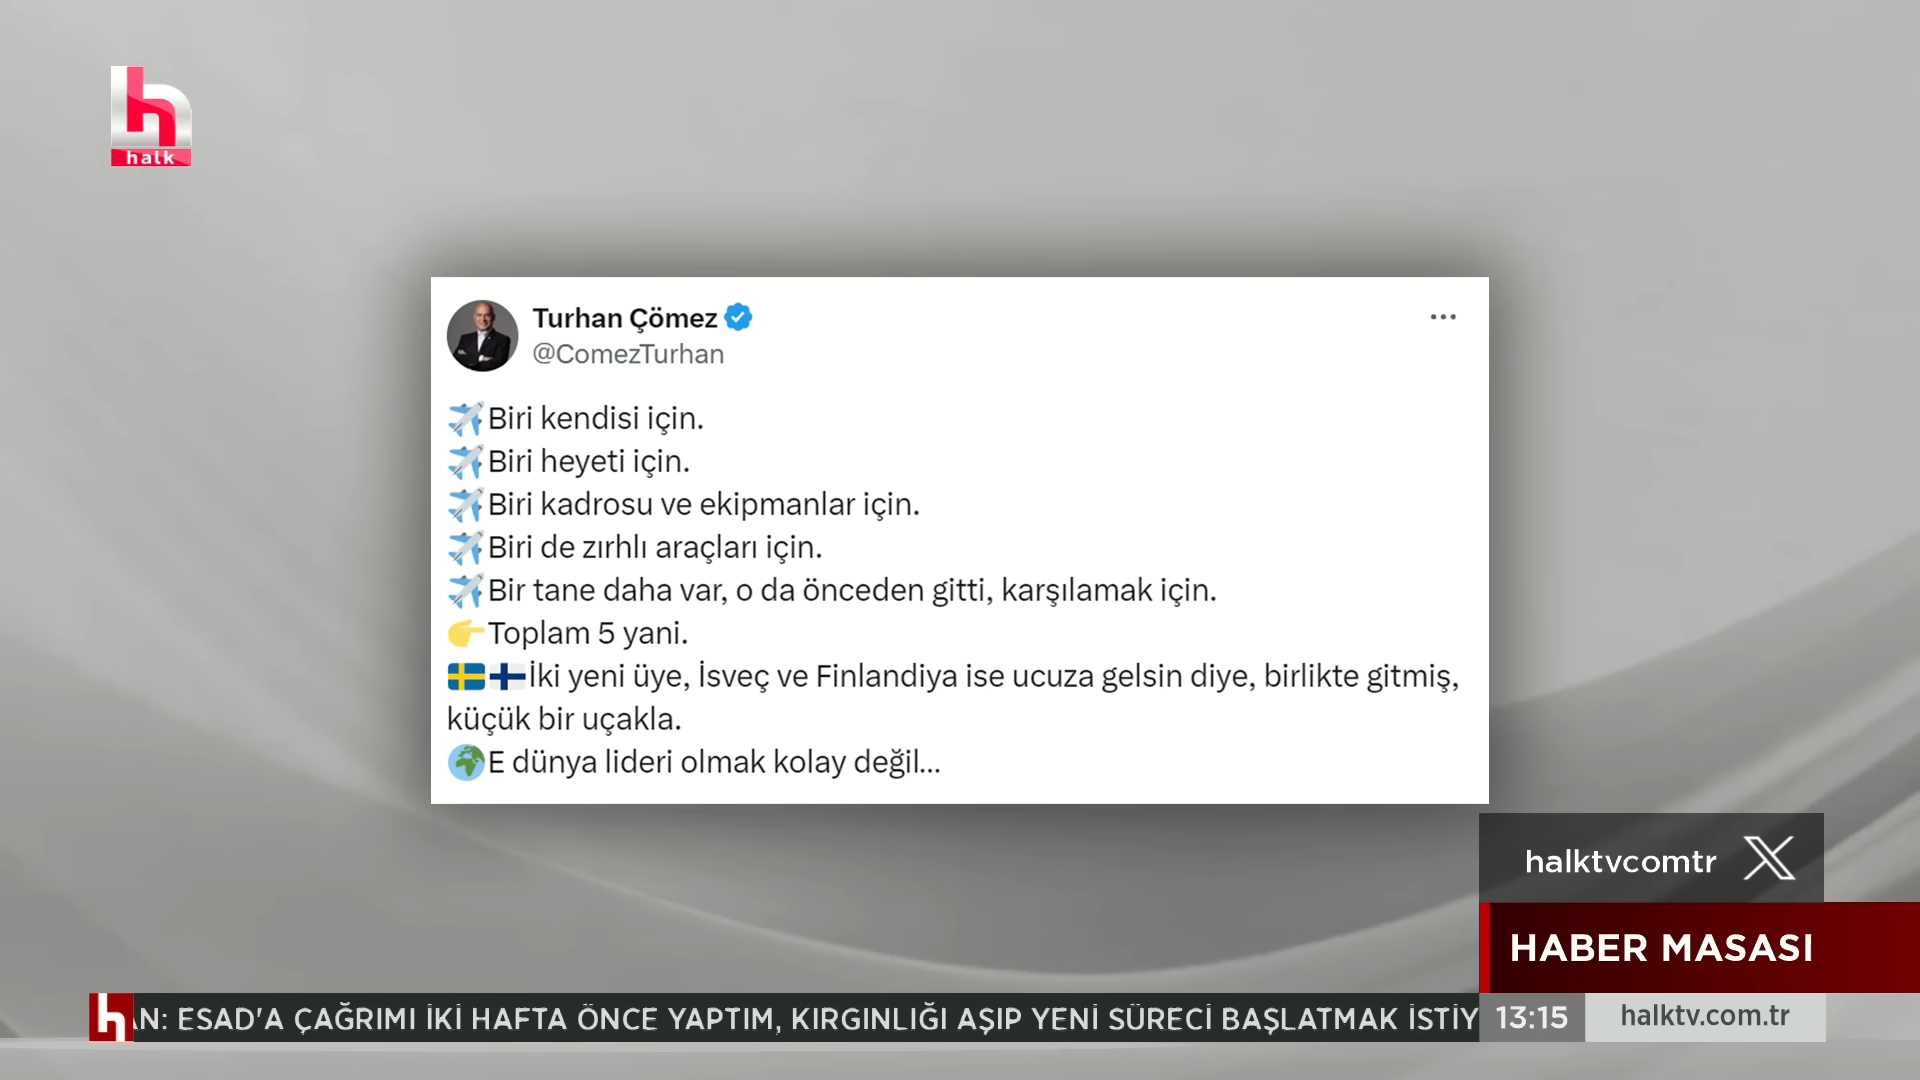 halk
Turhan Çömez
@ComezTurhan
Biri kendisi için.
Biri heyeti için.
Biri kadrosu ve ekipmanlar için.
Biri de zırhlı araçları için.
Bir tane daha var, o da önceden gitti, karşılamak için.
Toplam 5 yani.
İki yeni üye, İsveç ve Finlandiya ise ucuza gelsin diye, birlikte gitmiş,
küçük bir uçakla.
E dünya lideri olmak kolay değil...
halktvcomtr
HABER MASASI
AN: ESAD'A ÇAĞRIMI İKİ HAFTA ÖNCE YAPTIM, KIRGINLIĞI AŞIP YENİ SÜRECİ BAŞLATMAK İSTİY
13:15
halktv.com.tr